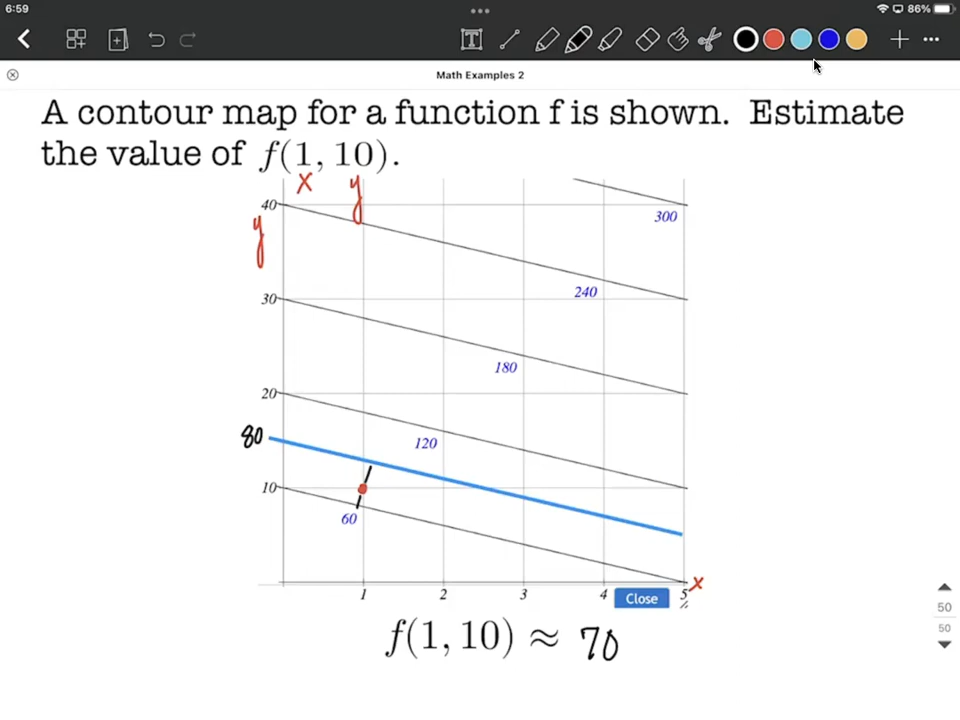 6:59
86%
Math Examples 2
A contour map for a function f is shown. Estimate
the value of f(1, 10).
x y
y
40
300
240
30
180
20
80
120
10
60
1 2 3 4 5 x
Close
50
50
f(1, 10) ≈ 70